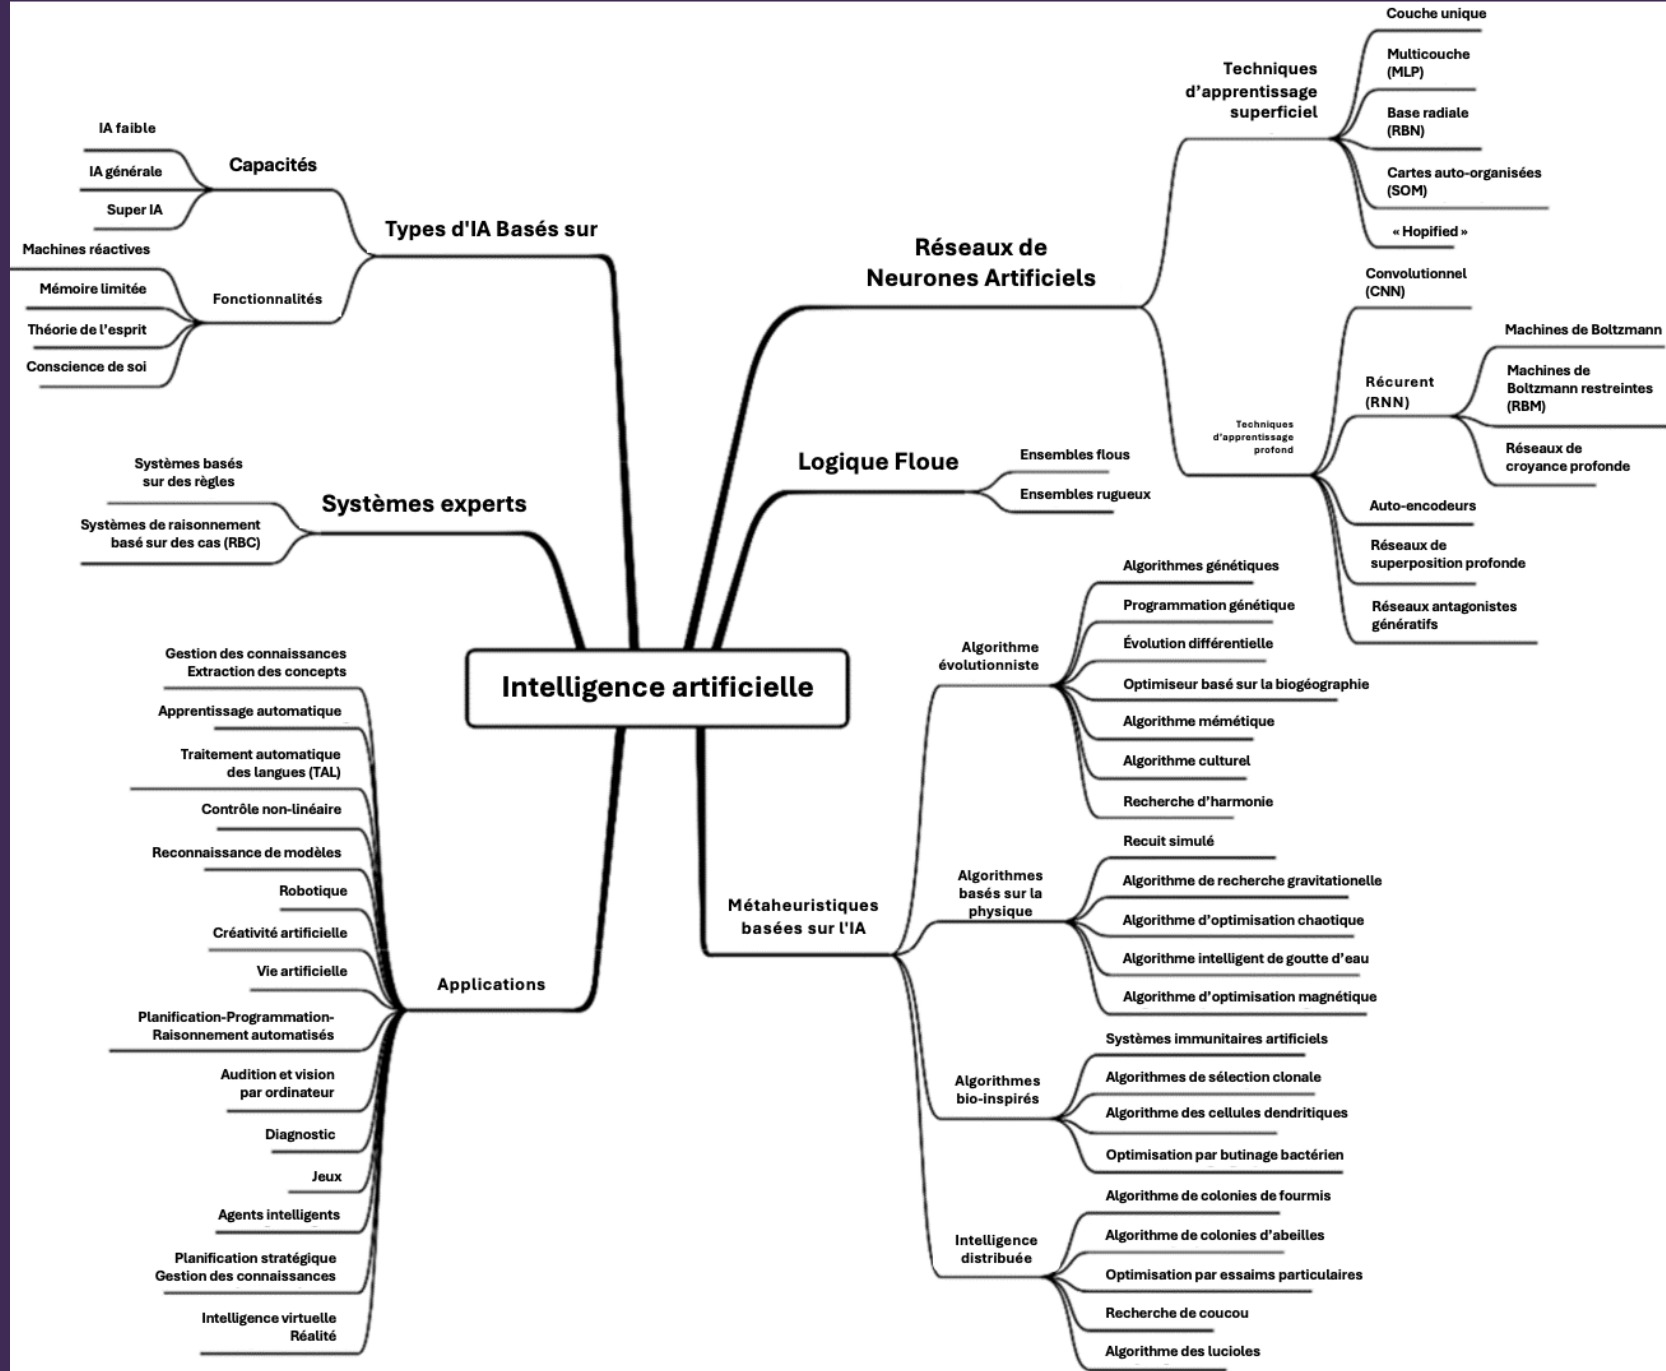 Intelligence artificielle
Types d'IA Basés sur
Capacités
IA faible
IA générale
Super IA
Fonctionnalités
Machines réactives
Mémoire limitée
Théorie de l'esprit
Conscience de soi
Systèmes experts
Systèmes basés
sur des règles
Systèmes de raisonnement
basé sur des cas (RBC)
Applications
Gestion des connaissances
Extraction des concepts
Apprentissage automatique
Traitement automatique
des langues (TAL)
Contrôle non-linéaire
Reconnaissance de modèles
Robotique
Créativité artificielle
Vie artificielle
Planification-Programmation-
Raisonnement automatisés
Audition et vision
par ordinateur
Diagnostic
Jeux
Agents intelligents
Planification stratégique
Gestion des connaissances
Intelligence virtuelle
Réalité
Réseaux de
Neurones Artificiels
Techniques
d'apprentissage
superficiel
Couche unique
Multicouche
(MLP)
Base radiale
(RBN)
Cartes auto-organisées
(SOM)
« Hopified »
Techniques
d'apprentissage
profond
Convolutionnel
(CNN)
Récurent
(RNN)
Machines de Boltzmann
Machines de
Boltzmann restreintes
(RBM)
Réseaux de
croyance profonde
Auto-encodeurs
Réseaux de
superposition profonde
Réseaux antagonistes
génératifs
Logique Floue
Ensembles flous
Ensembles rugueux
Métaheuristiques
basées sur l'IA
Algorithme
évolutionniste
Algorithmes génétiques
Programmation génétique
Évolution différentielle
Optimiseur basé sur la biogéographie
Algorithme mémétique
Algorithme culturel
Recherche d'harmonie
Algorithmes
basés sur la
physique
Recuit simulé
Algorithme de recherche gravitationelle
Algorithme d'optimisation chaotique
Algorithme intelligent de goutte d'eau
Algorithme d'optimisation magnétique
Algorithmes
bio-inspirés
Systèmes immunitaires artificiels
Algorithmes de sélection clonale
Algorithme des cellules dendritiques
Optimisation par butinage bactérien
Intelligence
distribuée
Algorithme de colonies de fourmis
Algorithme de colonies d'abeilles
Optimisation par essaims particulaires
Recherche de coucou
Algorithme des lucioles